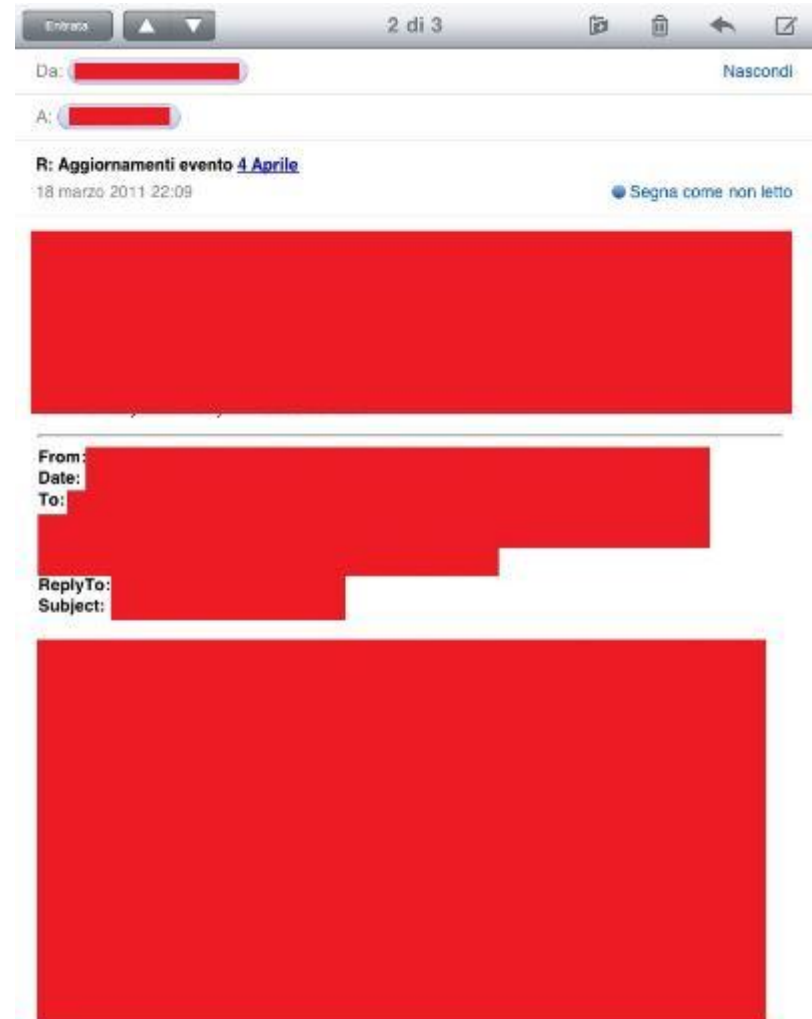 Entrata 2 di 3
Da: Nascondi
A:
R: Aggiornamenti evento 4 Aprile
18 marzo 2011 22:09 Segna come non letto
From:
Date:
To:
ReplyTo:
Subject: